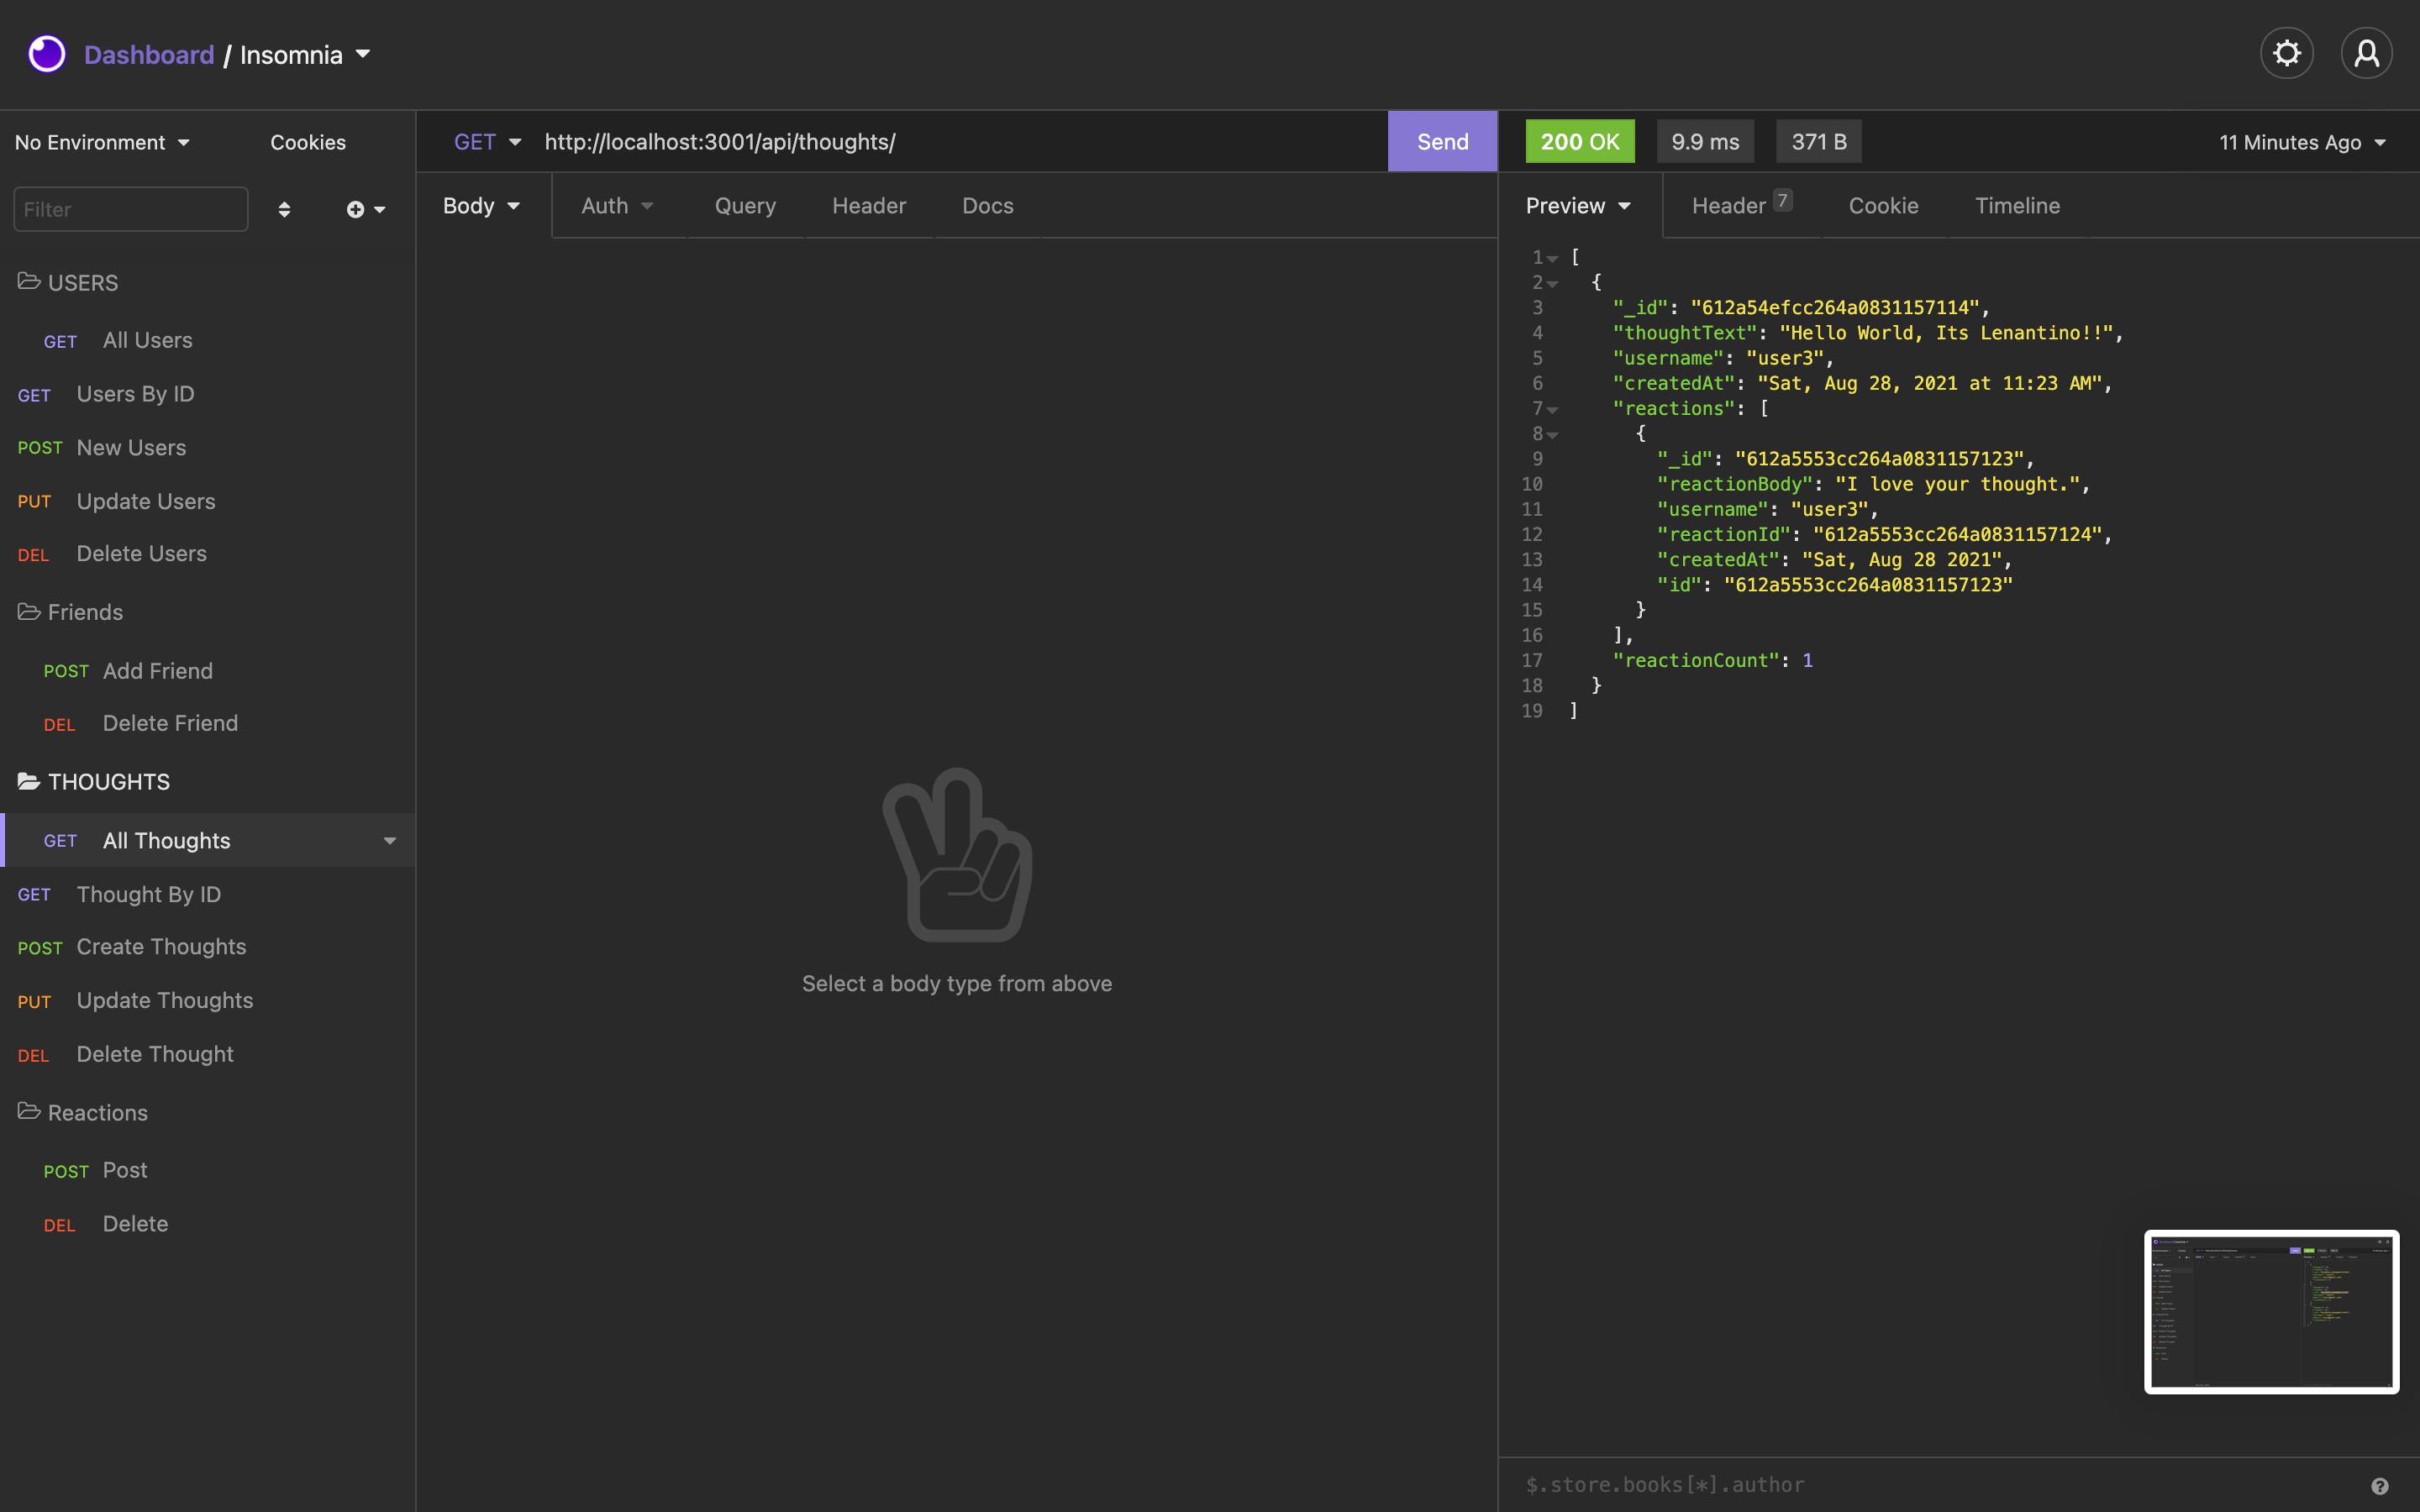 Dashboard / Insomnia
No Environment
Cookies
GET
http://localhost:3001/api/thoughts/
Send
200 OK
9.9 ms
371 B
11 Minutes Ago
Filter
Body
Auth
Query
Header
Docs
Preview
Header 7
Cookie
Timeline
USERS
GET All Users
GET Users By ID
POST New Users
PUT Update Users
DEL Delete Users
Friends
POST Add Friend
DEL Delete Friend
THOUGHTS
GET All Thoughts
GET Thought By ID
POST Create Thoughts
PUT Update Thoughts
DEL Delete Thought
Reactions
POST Post
DEL Delete
Select a body type from above
1 [
2 {
3 "_id": "612a54efcc264a0831157114",
4 "thoughtText": "Hello World, Its Lenantino!!",
5 "username": "user3",
6 "createdAt": "Sat, Aug 28, 2021 at 11:23 AM",
7 "reactions": [
8 {
9 "_id": "612a5553cc264a0831157123",
10 "reactionBody": "I love your thought.",
11 "username": "user3",
12 "reactionId": "612a5553cc264a0831157124",
13 "createdAt": "Sat, Aug 28 2021",
14 "id": "612a5553cc264a0831157123"
15 }
16 ],
17 "reactionCount": 1
18 }
19 ]
$.store.books[*].author